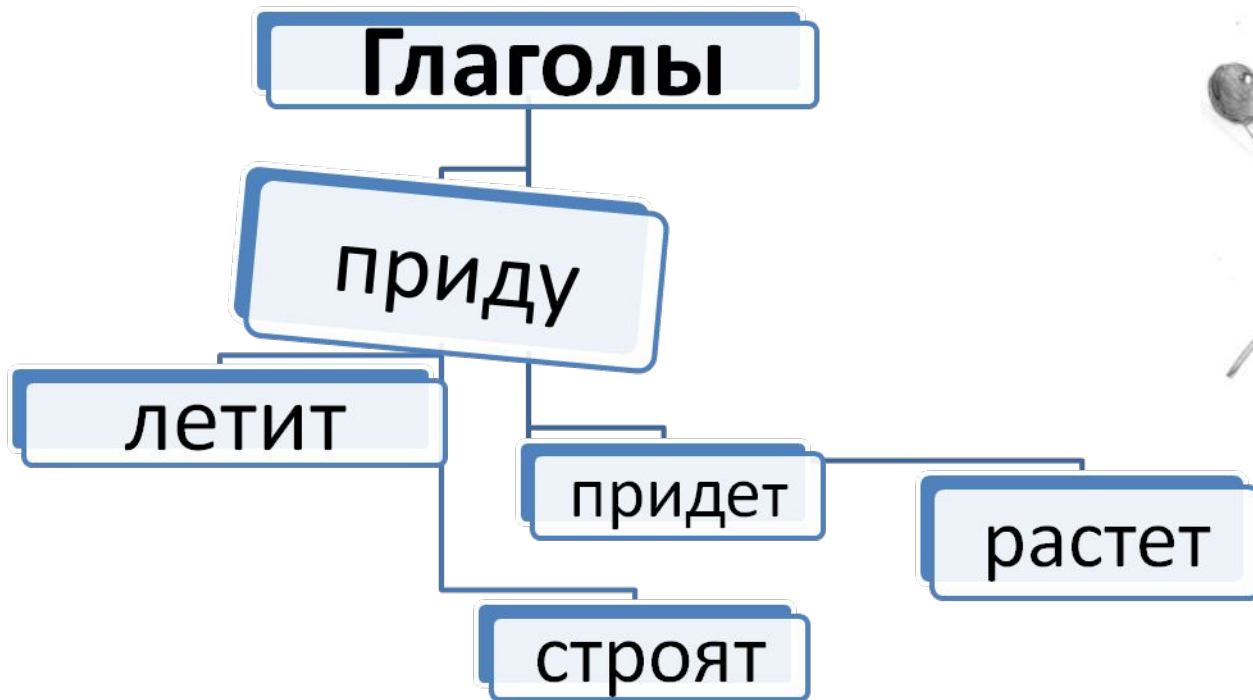 Глаголы
приду
летит
придет
растет
строят